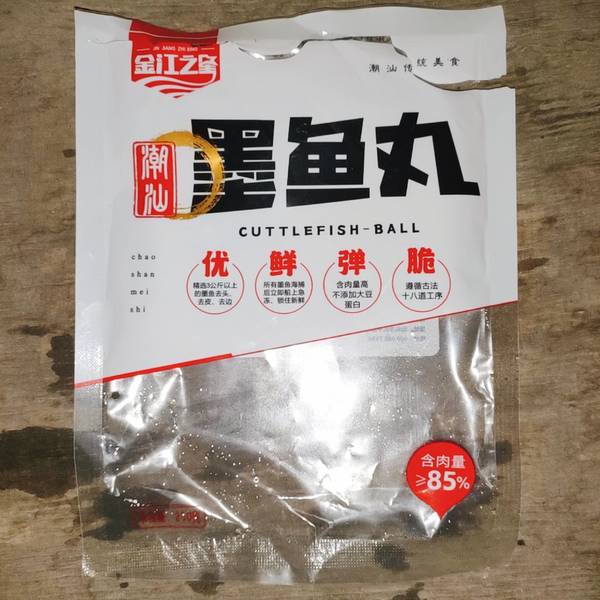 JIN JIANG ZHI XING
金江之星
潮汕传统美食
潮汕
墨鱼丸
CUTTLEFISH-BALL
chao
shan
mei
shi
优
精选3公斤以上
的墨鱼去头、
去皮、去边
鲜
所有墨鱼海捕
后立即船上急
冻、锁住新鲜
弹
含肉量高
不添加大豆
蛋白
脆
遵循古法
十八道工序
含肉量
≥85%